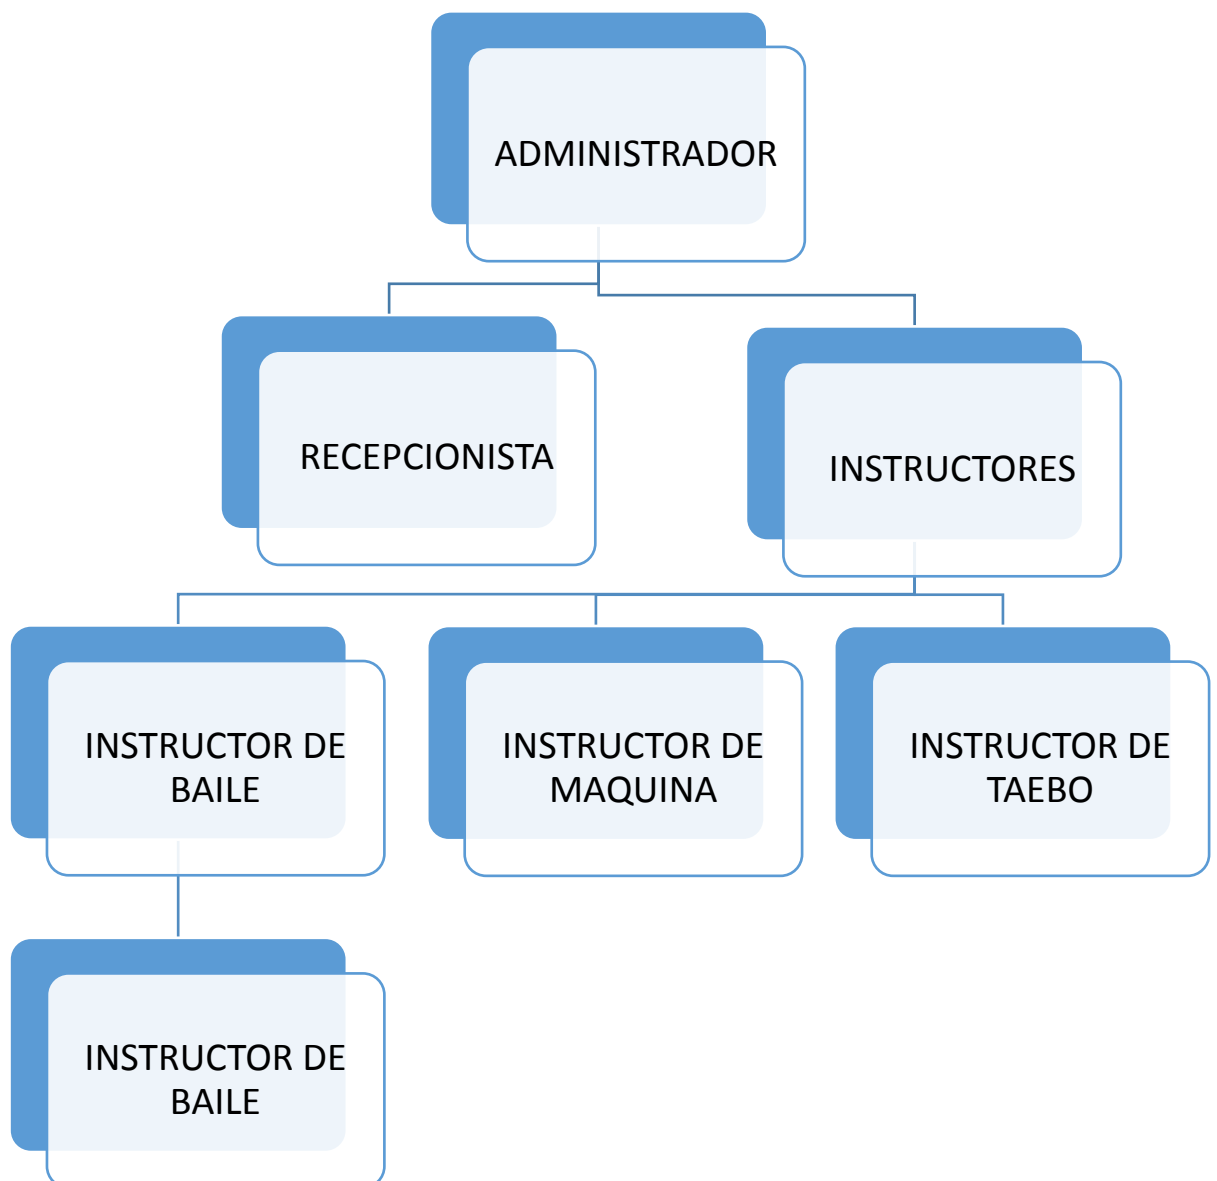 ADMINISTRADOR
RECEPCIONISTA
INSTRUCTORES
INSTRUCTOR DE
BAILE
INSTRUCTOR DE
MAQUINA
INSTRUCTOR DE
TAEBO
INSTRUCTOR DE
BAILE